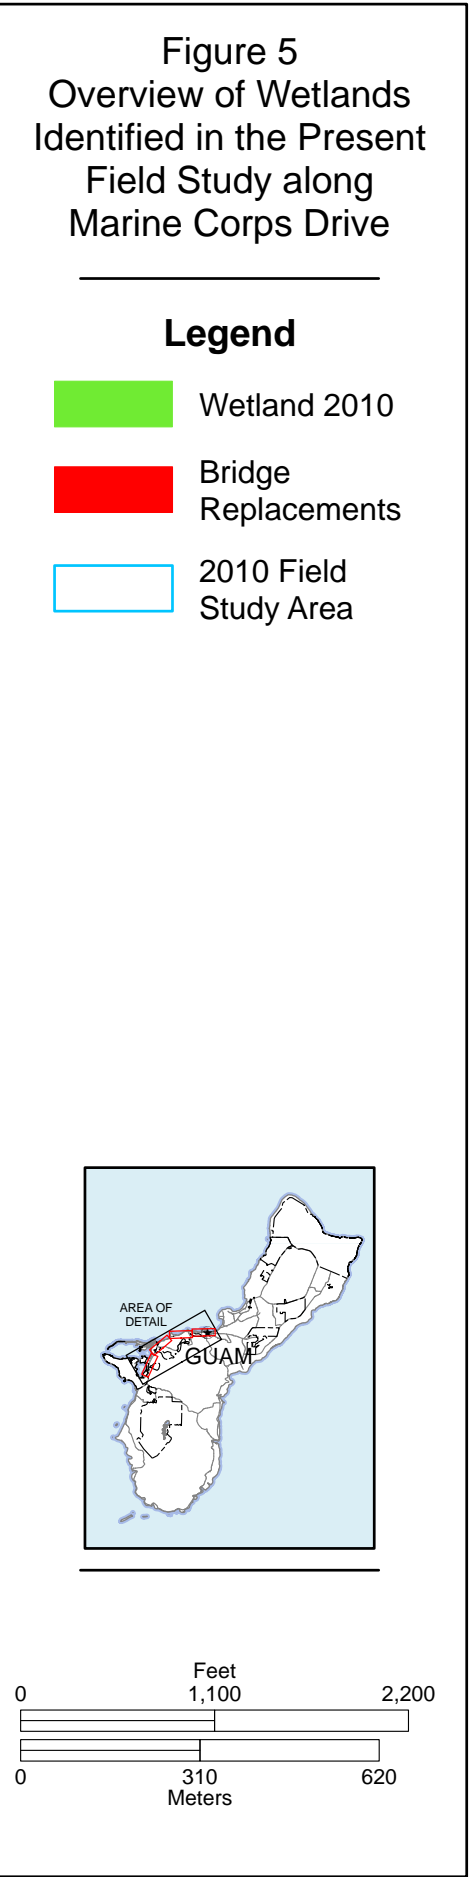 Figure 5
Overview of Wetlands
Identified in the Present
Field Study along
Marine Corps Drive
Legend
Wetland 2010
Bridge
Replacements
2010 Field
Study Area
AREA OF
DETAIL
GUAM
Feet
0 1,100 2,200
0 310 620
Meters